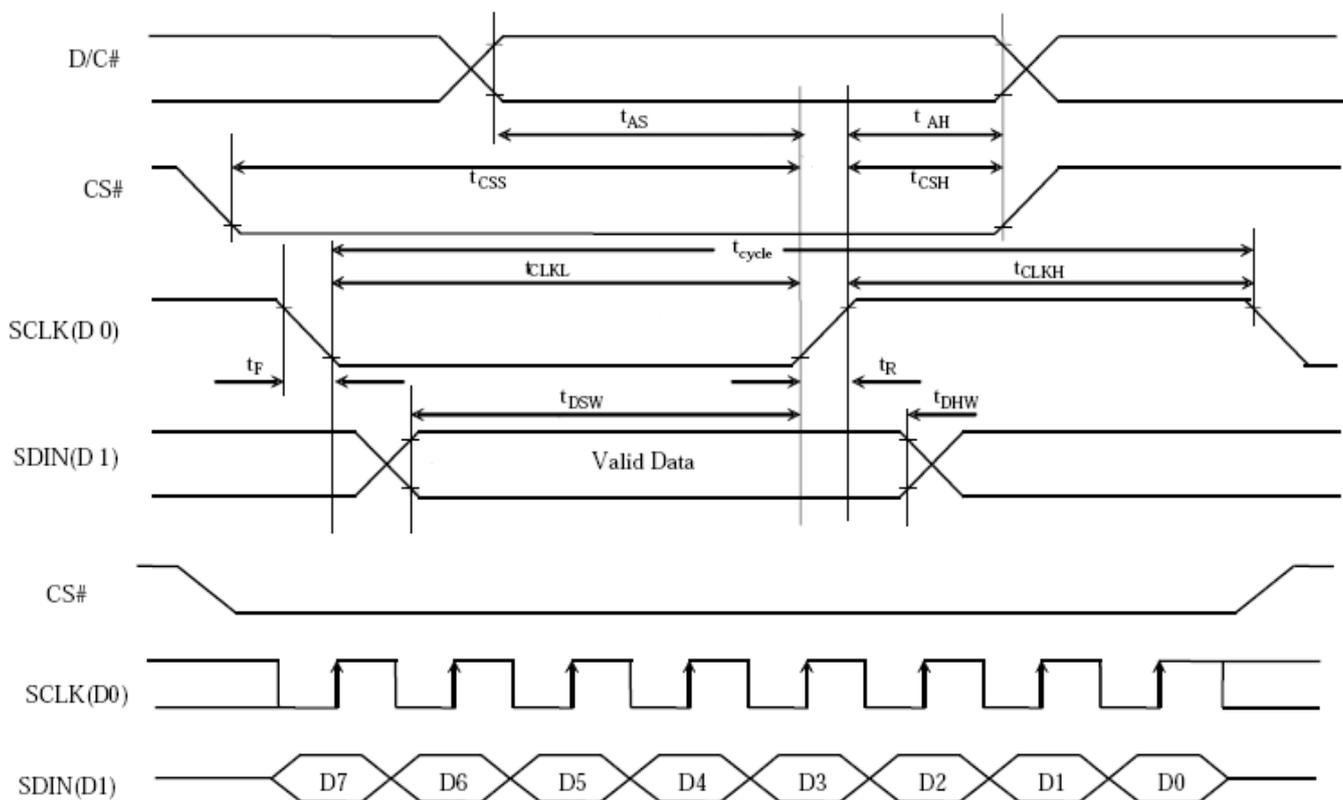 D/C#
tAS
t AH
CS#
tCSS
tCSH
tcycle
tCLKL
tCLKH
SCLK(D 0)
tF
tR
tDSW
tDHW
SDIN(D 1)
Valid Data
CS#
SCLK(D0)
SDIN(D1)
D7 D6 D5 D4 D3 D2 D1 D0